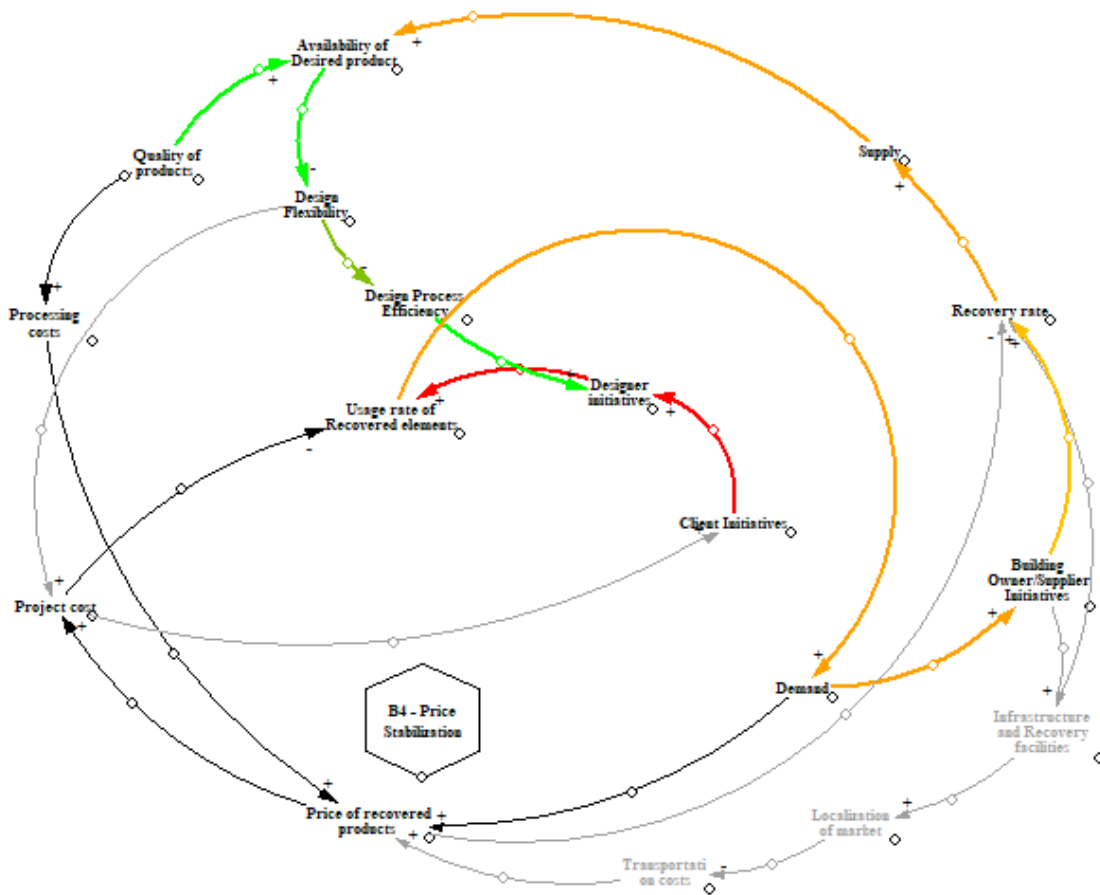 Availability of
Desired product
+
+
Quality of
products
Supply
+
-
Design
Flexibility
-
+
Design Process
Efficiency
Processing
costs
Recovery rate
-
+
+
Designer
initiatives
+
+
+
Usage rate of
Recovered elements
-
Client Initiatives
+
Building
Owner/Supplier
Initiatives
+
+
Project cost
+
+
Demand
B4 - Price
Stabilization
+
Infrastructure
and Recovery
facilities
+
Price of recovered
products
+
+
+
Localization
of market
-
Transportati
on costs